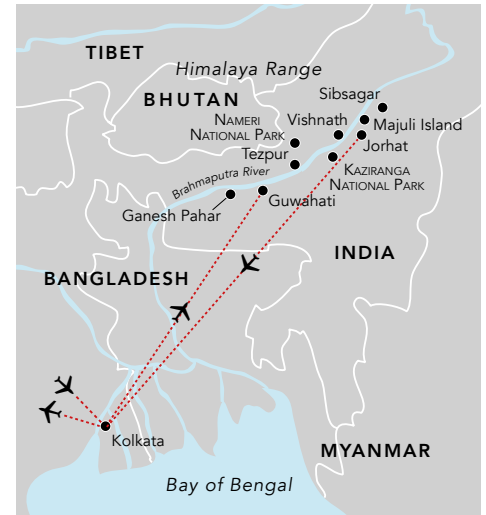 TIBET
Himalaya Range
BHUTAN
Sibsagar
NAMERI
NATIONAL PARK
Vishnath
Majuli Island
Jorhat
Tezpur
KAZIRANGA
NATIONAL PARK
Brahmaputra River
Ganesh Pahar
Guwahati
INDIA
BANGLADESH
Kolkata
MYANMAR
Bay of Bengal